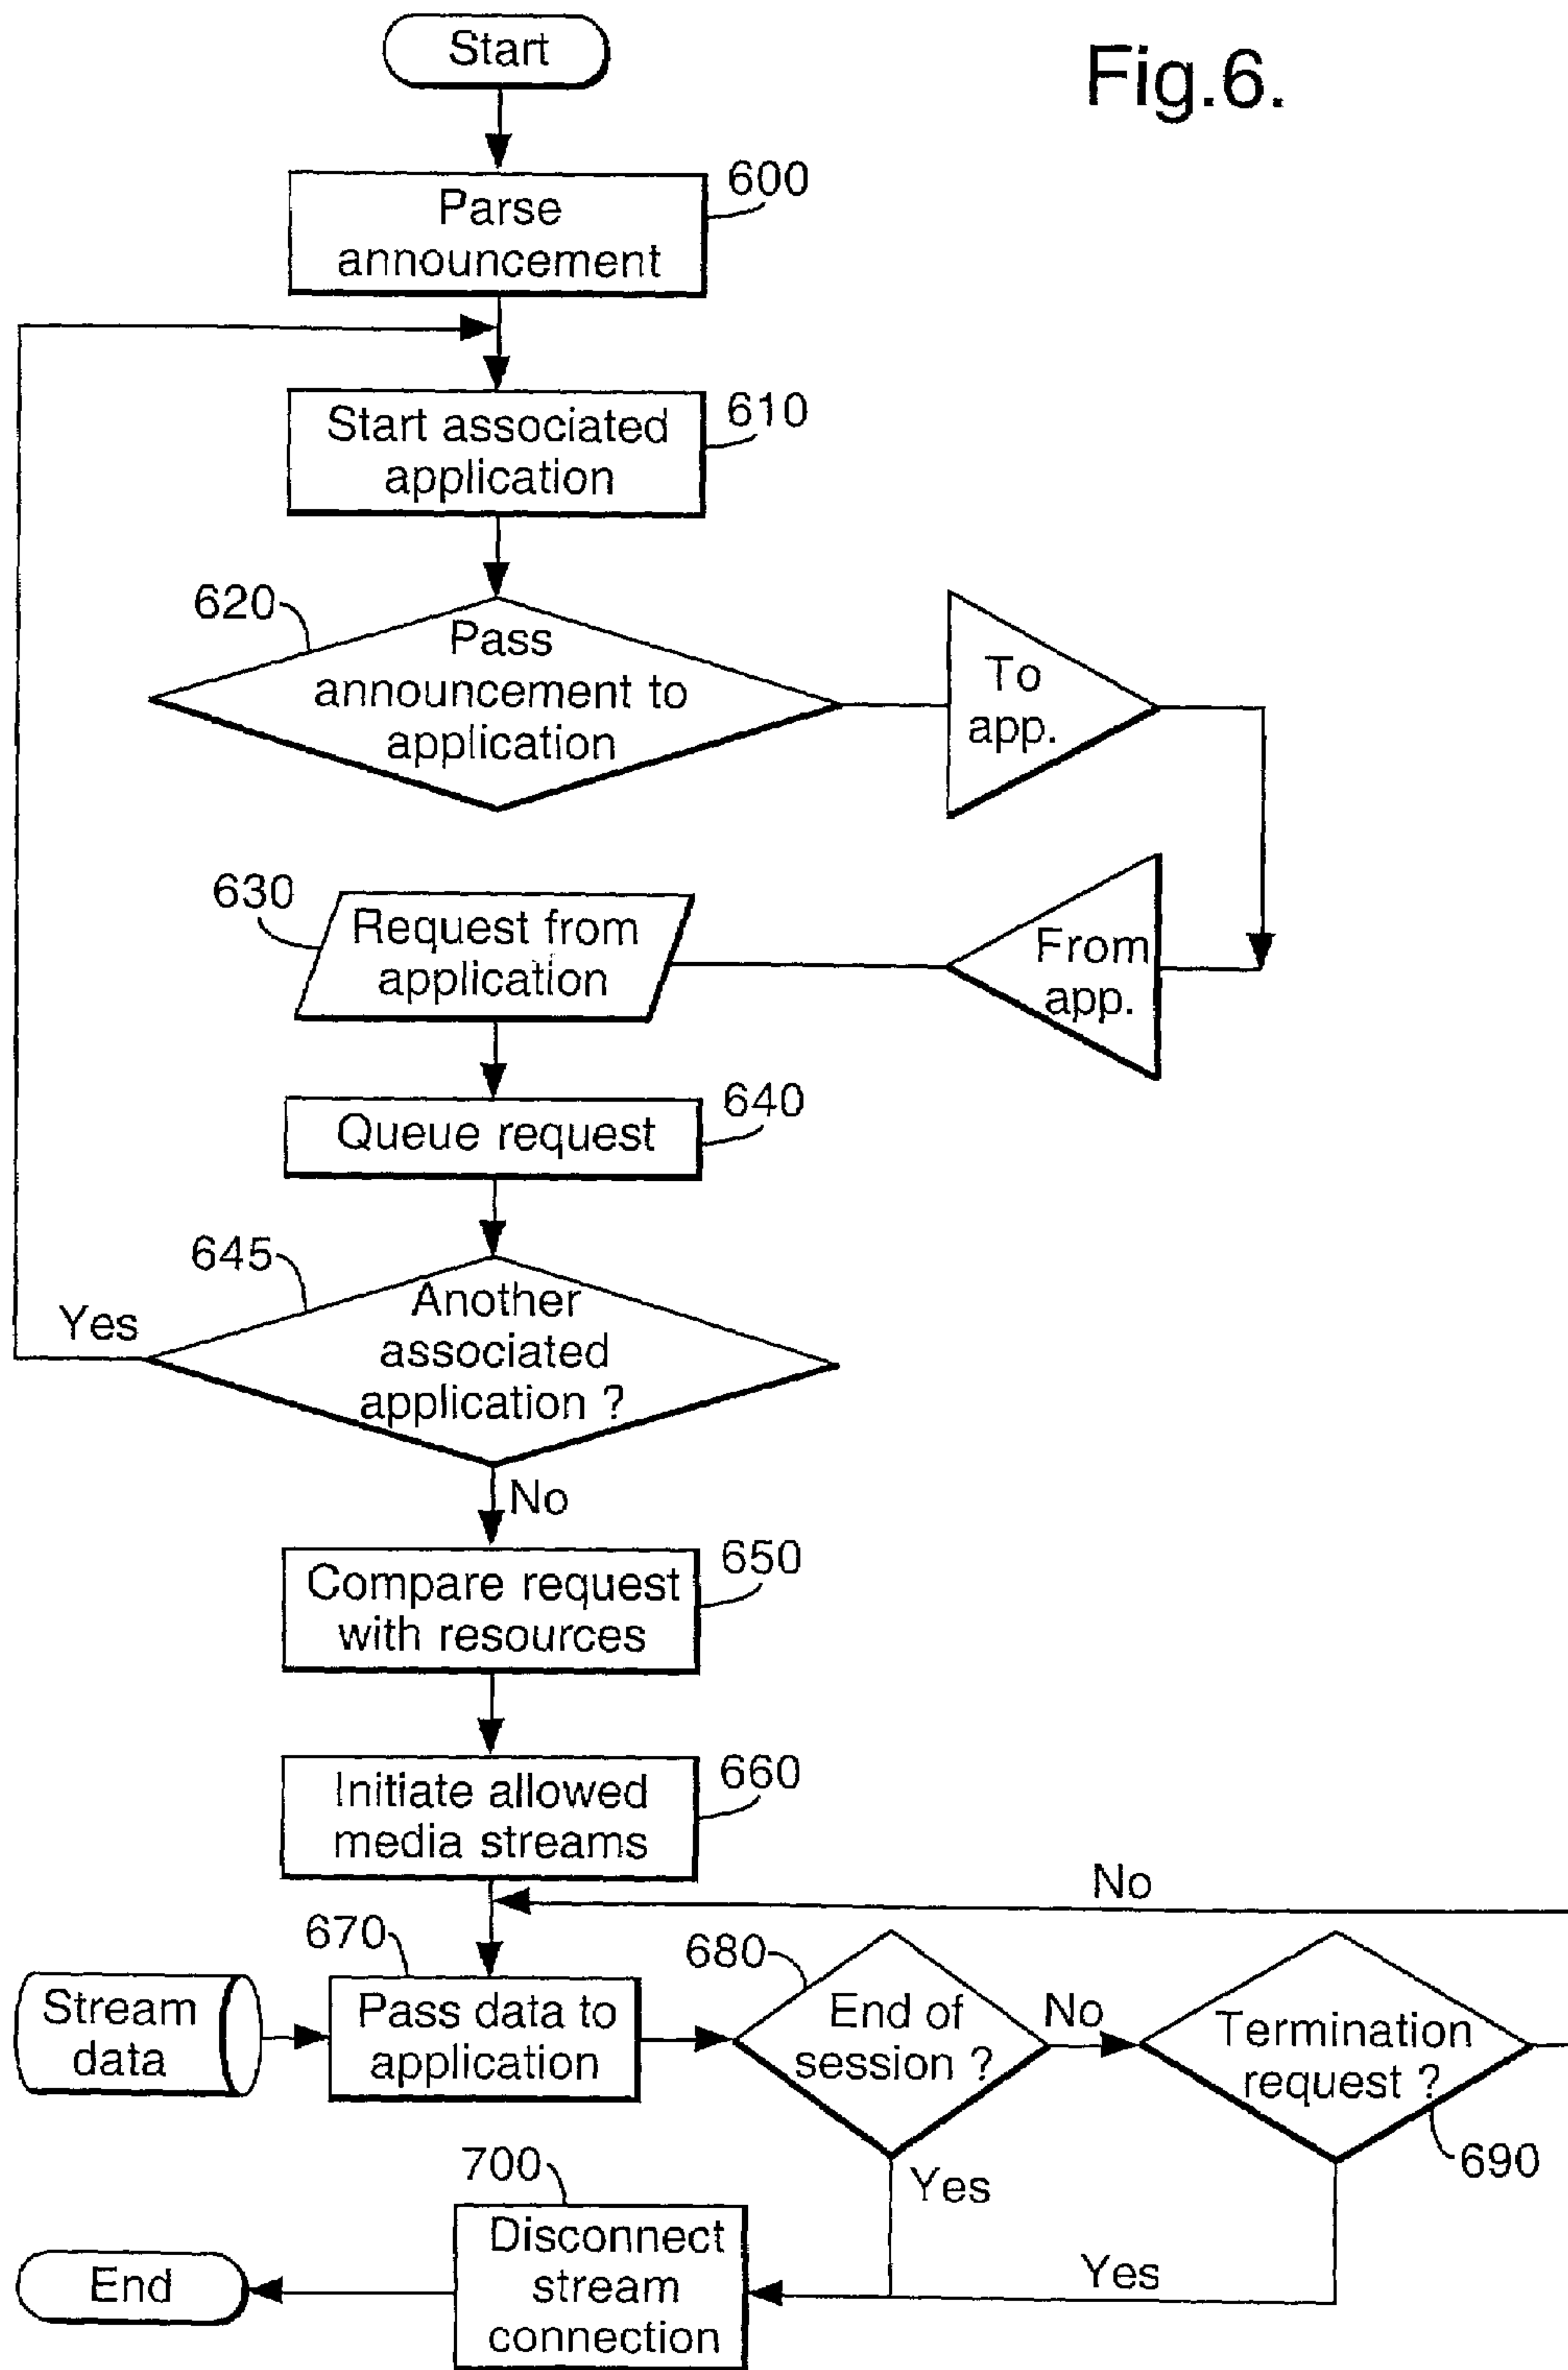 Fig.6.
Start
600
Parse
announcement
610
Start associated
application
620
Pass
announcement to
application
To
app.
From
app.
630
Request from
application
640
Queue request
645
Another
associated
application ?
Yes
No
650
Compare request
with resources
660
Initiate allowed
media streams
No
670
Stream
data
Pass data to
application
680
End of
session ?
No
Termination
request ?
690
Yes
Yes
700
Disconnect
stream
connection
End